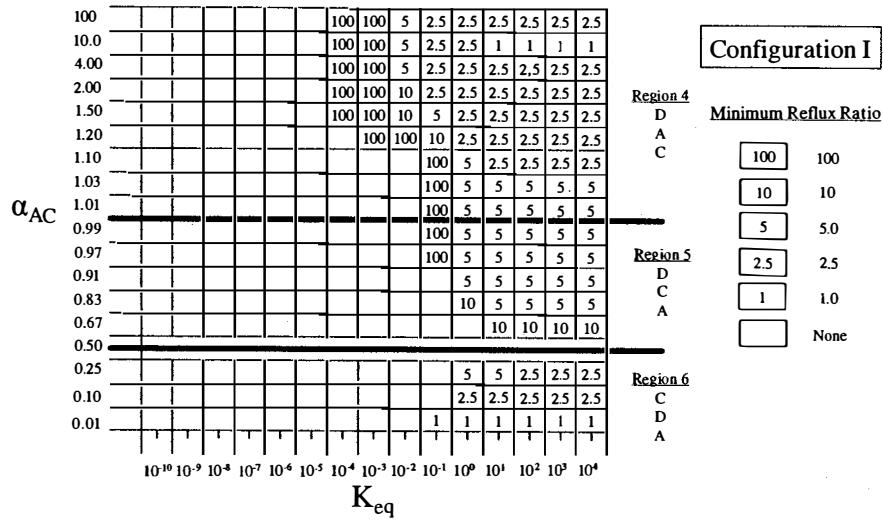 100 100 100 5 2.5 2.5 2.5 2.5 2.5 2.5
10.0 100 100 5 2.5 2.5 1 1 1 1
4.00 100 100 5 2.5 2.5 2.5 2,5 2.5 2.5
2.00 100 100 10 2.5 2.5 2.5 2.5 2.5 2.5
1.50 100 100 10 5 2.5 2.5 2.5 2.5 2.5
1.20 100 100 10 2.5 2.5 2.5 2.5 2.5
1.10 100 5 2.5 2.5 2.5 2.5
1.03 100 5 5 5 5 5
1.01 100 5 5 5 5 5
0.99 100 5 5 5 5 5
0.97 100 5 5 5 5 5
0.91 5 5 5 5 5
0.83 10 5 5 5 5
0.67 10 10 10 10
0.50
0.25 5 5 2.5 2.5 2.5
0.10 2.5 2.5 2.5 2.5 2.5
0.01 1 1 1 1 1 1
αAC
10⁻¹⁰ 10⁻⁹ 10⁻⁸ 10⁻⁷ 10⁻⁶ 10⁻⁵ 10⁻⁴ 10⁻³ 10⁻² 10⁻¹ 10⁰ 10¹ 10² 10³ 10⁴
Keq
Region 4
D
A
C
Region 5
D
C
A
Region 6
C
D
A
Configuration I
Minimum Reflux Ratio
100 100
10 10
5 5.0
2.5 2.5
1 1.0
None